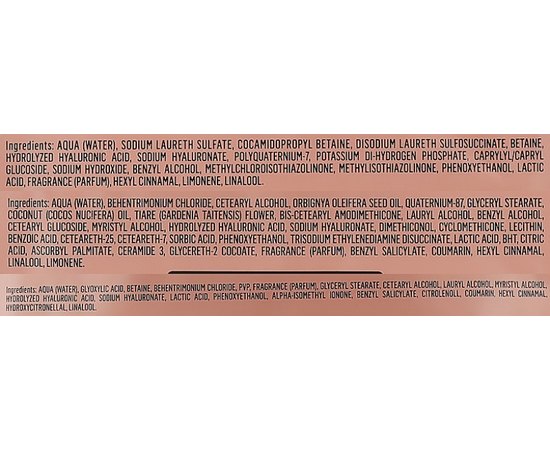 Ingredients: AQUA (WATER), SODIUM LAURETH SULFATE, COCAMIDOPROPYL BETAINE, DISODIUM LAURETH SULFOSUCCINATE, BETAINE,
HYDROLYZED HYALURONIC ACID, SODIUM HYALURONATE, POLYQUATERNIUM-7, POTASSIUM DI-HYDROGEN PHOSPHATE, CAPRYLYL/CAPRYL
GLUCOSIDE, SODIUM HYDROXIDE, BENZYL ALCOHOL, METHYLCHLOROISOTHIAZOLINONE, METHYLISOTHIAZOLINONE, PHENOXYETHANOL, LACTIC
ACID, FRAGRANCE (PARFUM), HEXYL CINNAMAL, LIMONENE, LINALOOL.
Ingredients: AQUA (WATER), BEHENTRIMONIUM CHLORIDE, CETEARYL ALCOHOL, ORBIGNYA OLEIFERA SEED OIL, QUATERNIUM-87, GLYCERYL STEARATE,
COCONUT (COCOS NUCIFERA) OIL, TIARE (GARDENIA TAITENSIS) FLOWER, BIS-CETEARYL AMODIMETHICONE, LAURYL ALCOHOL, BENZYL ALCOHOL,
CETEARYL GLUCOSIDE, MYRISTYL ALCOHOL, HYDROLYZED HYALURONIC ACID, SODIUM HYALURONATE, DIMETHICONOL, CYCLOMETHICONE, LECITHIN,
BENZOIC ACID, CETEARETH-25, CETEARETH-7, SORBIC ACID, PHENOXYETHANOL, TRISODIUM ETHYLENEDIAMINE DISUCCINATE, LACTIC ACID, BHT, CITRIC
ACID, ASCORBYL PALMITATE, CERAMIDE 3, GLYCERETH-2 COCOATE, FRAGRANCE (PARFUM), BENZYL SALICYLATE, COUMARIN, HEXYL CINNAMAL,
LINALOOL, LIMONENE.
Ingredients: AQUA (WATER), GLYOXYLIC ACID, BETAINE, BEHENTRIMONIUM CHLORIDE, PVP, FRAGRANCE (PARFUM), GLYCERYL STEARATE, CETEARYL ALCOHOL, LAURYL ALCOHOL, MYRISTYL ALCOHOL,
HYDROLYZED HYALURONIC ACID, SODIUM HYALURONATE, LACTIC ACID, PHENOXYETHANOL, ALPHA-ISOMETHYL IONONE, BENZYL SALICYLATE, CITRONELLOL, COUMARIN, HEXYL CINNAMAL,
HYDROXYCITRONELLAL, LINALOOL.